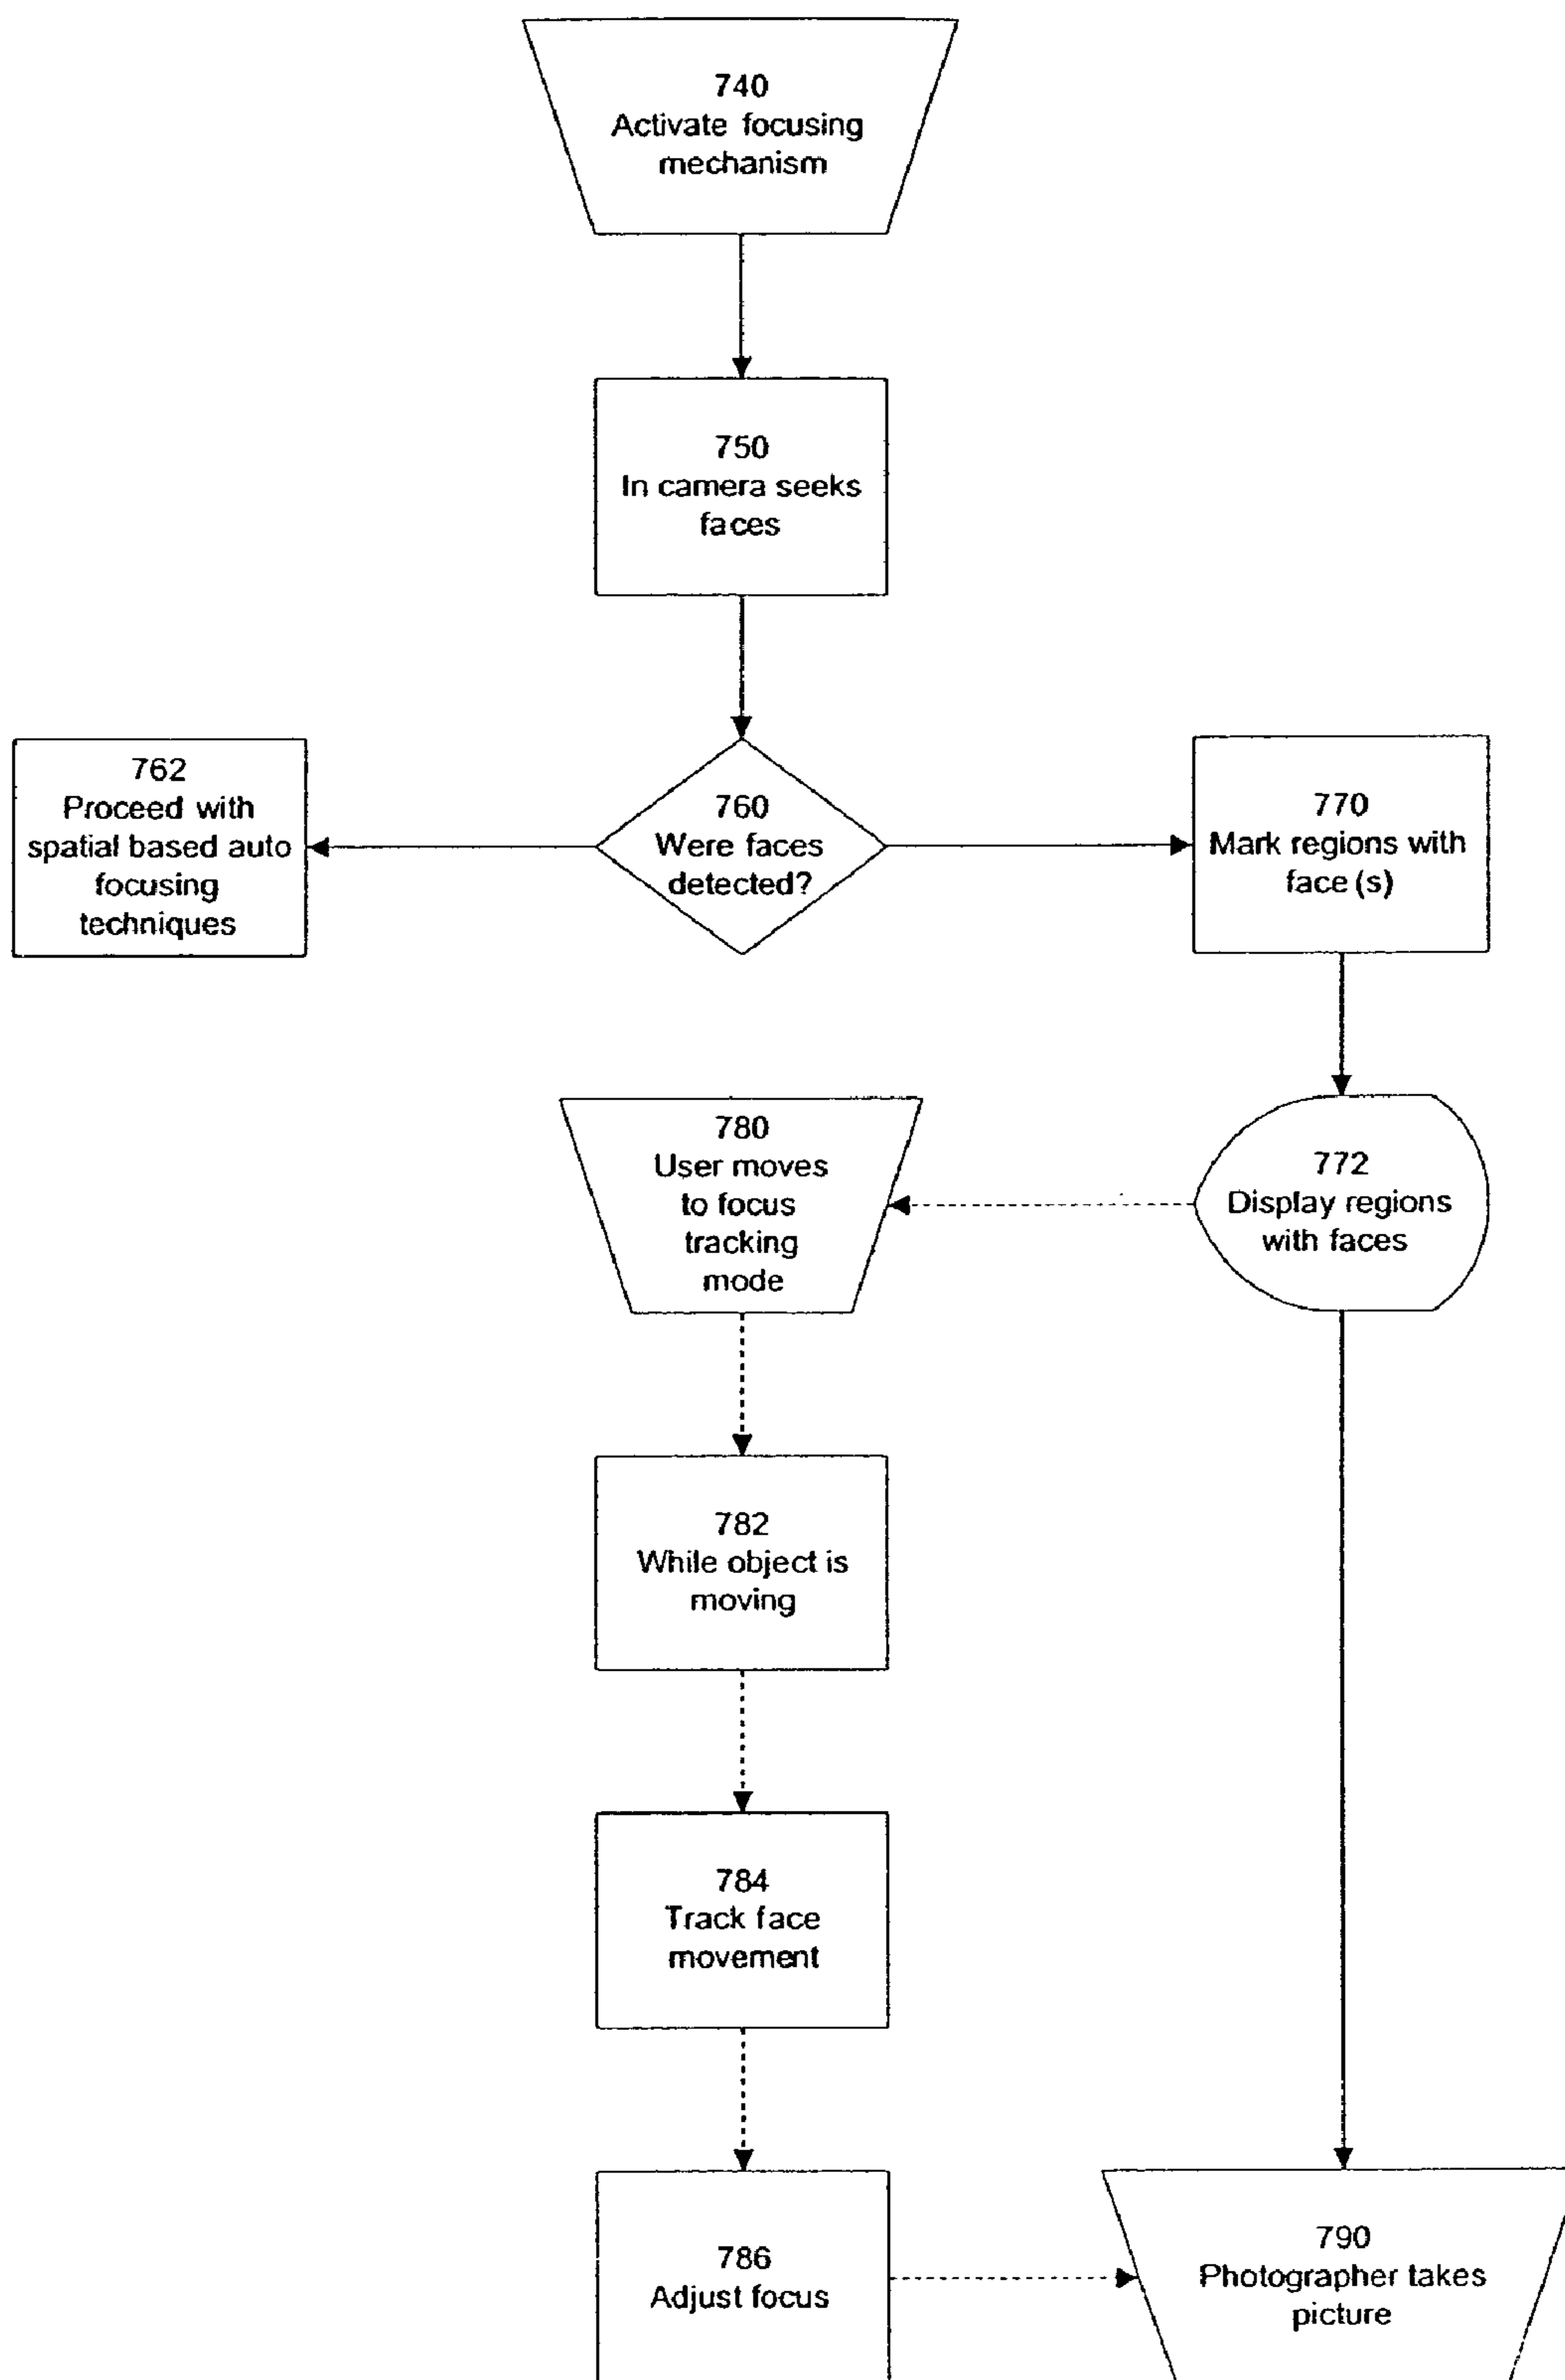 740
Activate focusing
mechanism
750
In camera seeks
faces
762
Proceed with
spatial based auto
focusing
techniques
760
Were faces
detected?
770
Mark regions with
face (s)
780
User moves
to focus
tracking
mode
772
Display regions
with faces
782
While object is
moving
784
Track face
movement
786
Adjust focus
790
Photographer takes
picture